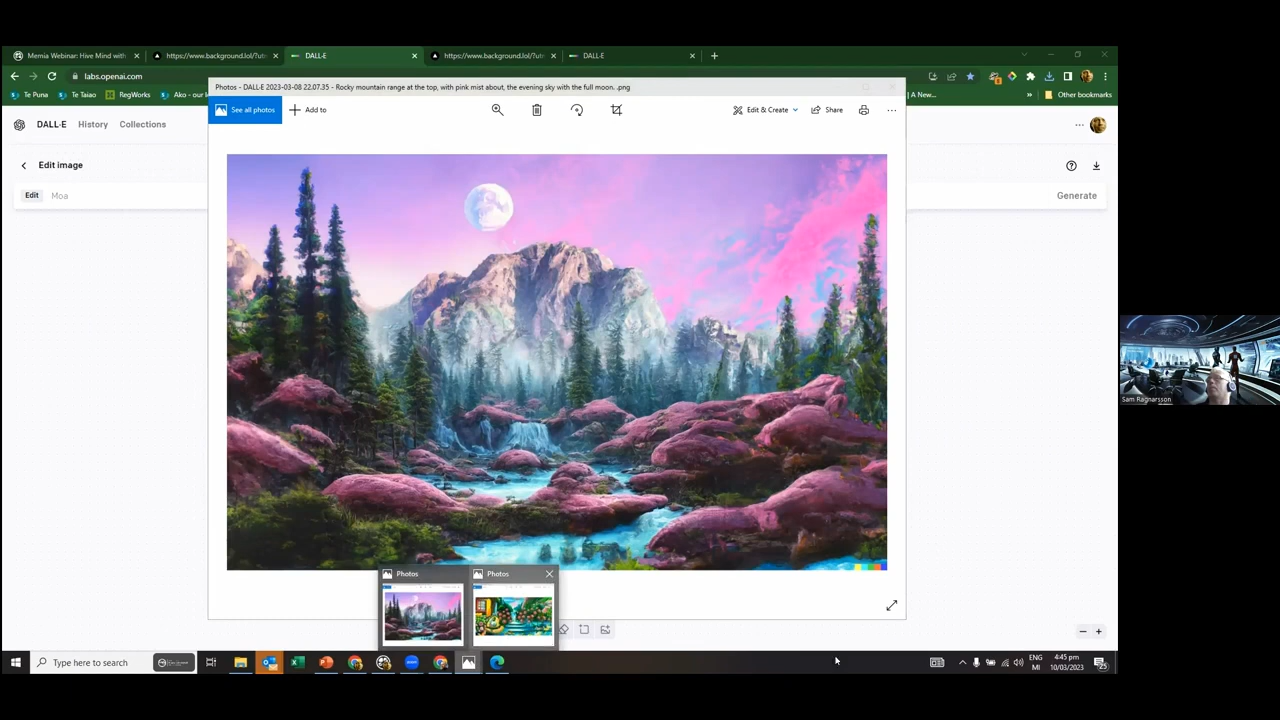 Memia Webinar: Hive Mind with
https://www.background.lol/?ut
DALL·E
https://www.background.lol/?ut
DALL·E
labs.openai.com
Te Puna
Te Taiao
RegWorks
Ako - our
A New...
Other bookmarks
Photos - DALL·E 2023-03-08 22.07.35 - Rocky mountain range at the top, with pink mist about, the evening sky with the full moon. .png
See all photos
Add to
Edit & Create
Share
DALL·E
History
Collections
Edit image
Edit
Moa
Generate
Sam Ragnarsson
Photos
Photos
Type here to search
ENG
MI
4:45 pm
10/03/2023
25